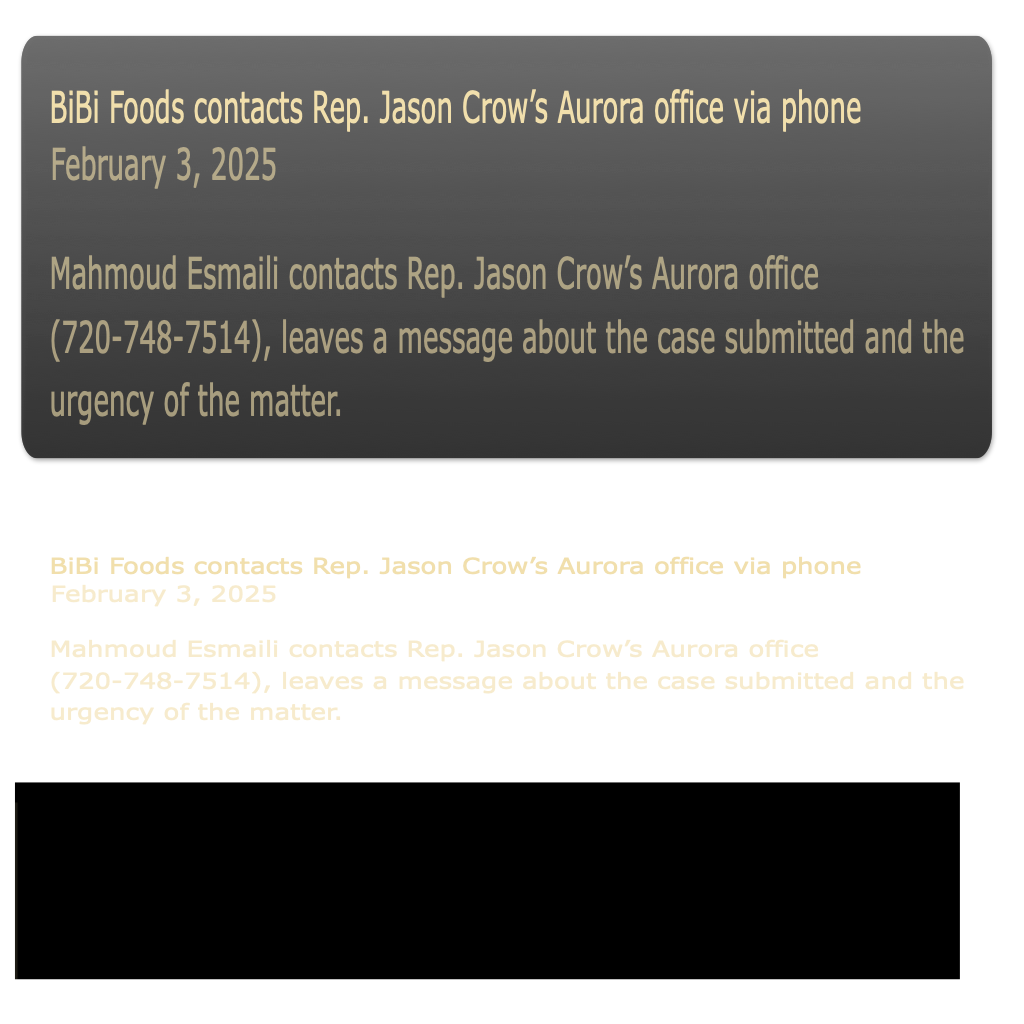 BiBi Foods contacts Rep. Jason Crow’s Aurora office via phone
February 3, 2025
Mahmoud Esmaili contacts Rep. Jason Crow’s Aurora office
(720-748-7514), leaves a message about the case submitted and the
urgency of the matter.
BiBi Foods contacts Rep. Jason Crow’s Aurora office via phone
February 3, 2025
Mahmoud Esmaili contacts Rep. Jason Crow’s Aurora office
(720-748-7514), leaves a message about the case submitted and the
urgency of the matter.